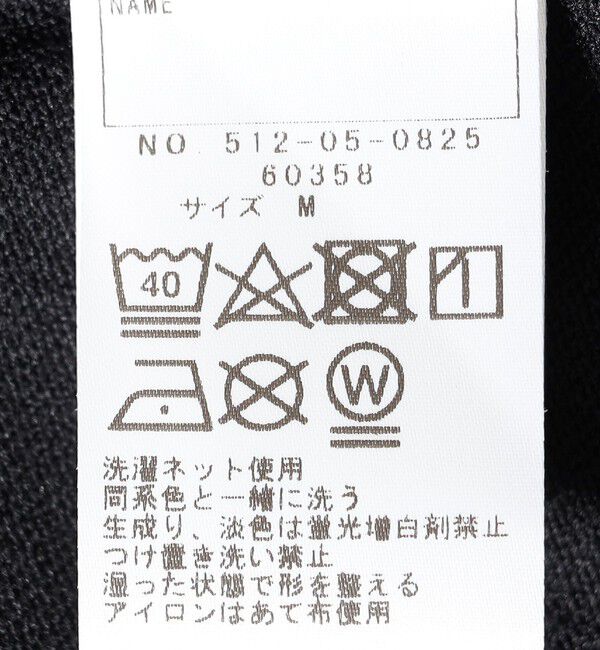 NAME
NO 512-05-0825
60358
サイズ M
40
W
洗濯ネット使用
同系色と一緒に洗う
生成り、淡色は蛍光増白剤禁止
つけ置き洗い禁止
湿った状態で形を整える
アイロンはあて布使用